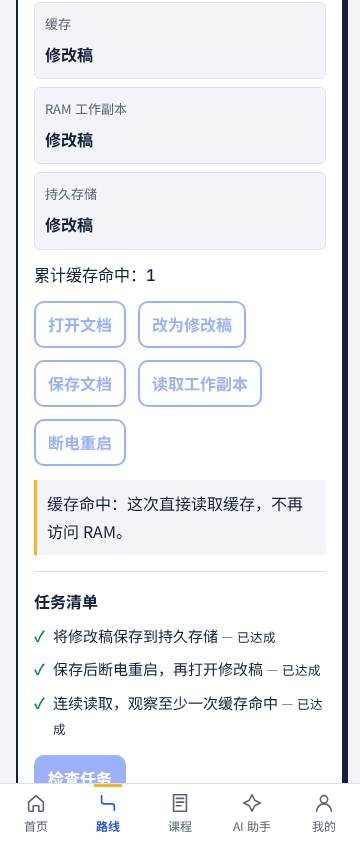 缓存
修改稿
RAM 工作副本
修改稿
持久存储
修改稿
累计缓存命中：1
打开文档 改为修改稿
保存文档 读取工作副本
断电重启
缓存命中：这次直接读取缓存，不再
访问 RAM。
任务清单
✓ 将修改稿保存到持久存储 — 已达成
✓ 保存后断电重启，再打开修改稿 — 已达成
✓ 连续读取，观察至少一次缓存命中 — 已达
成
检查任务
首页 路线 课程 AI 助手 我的